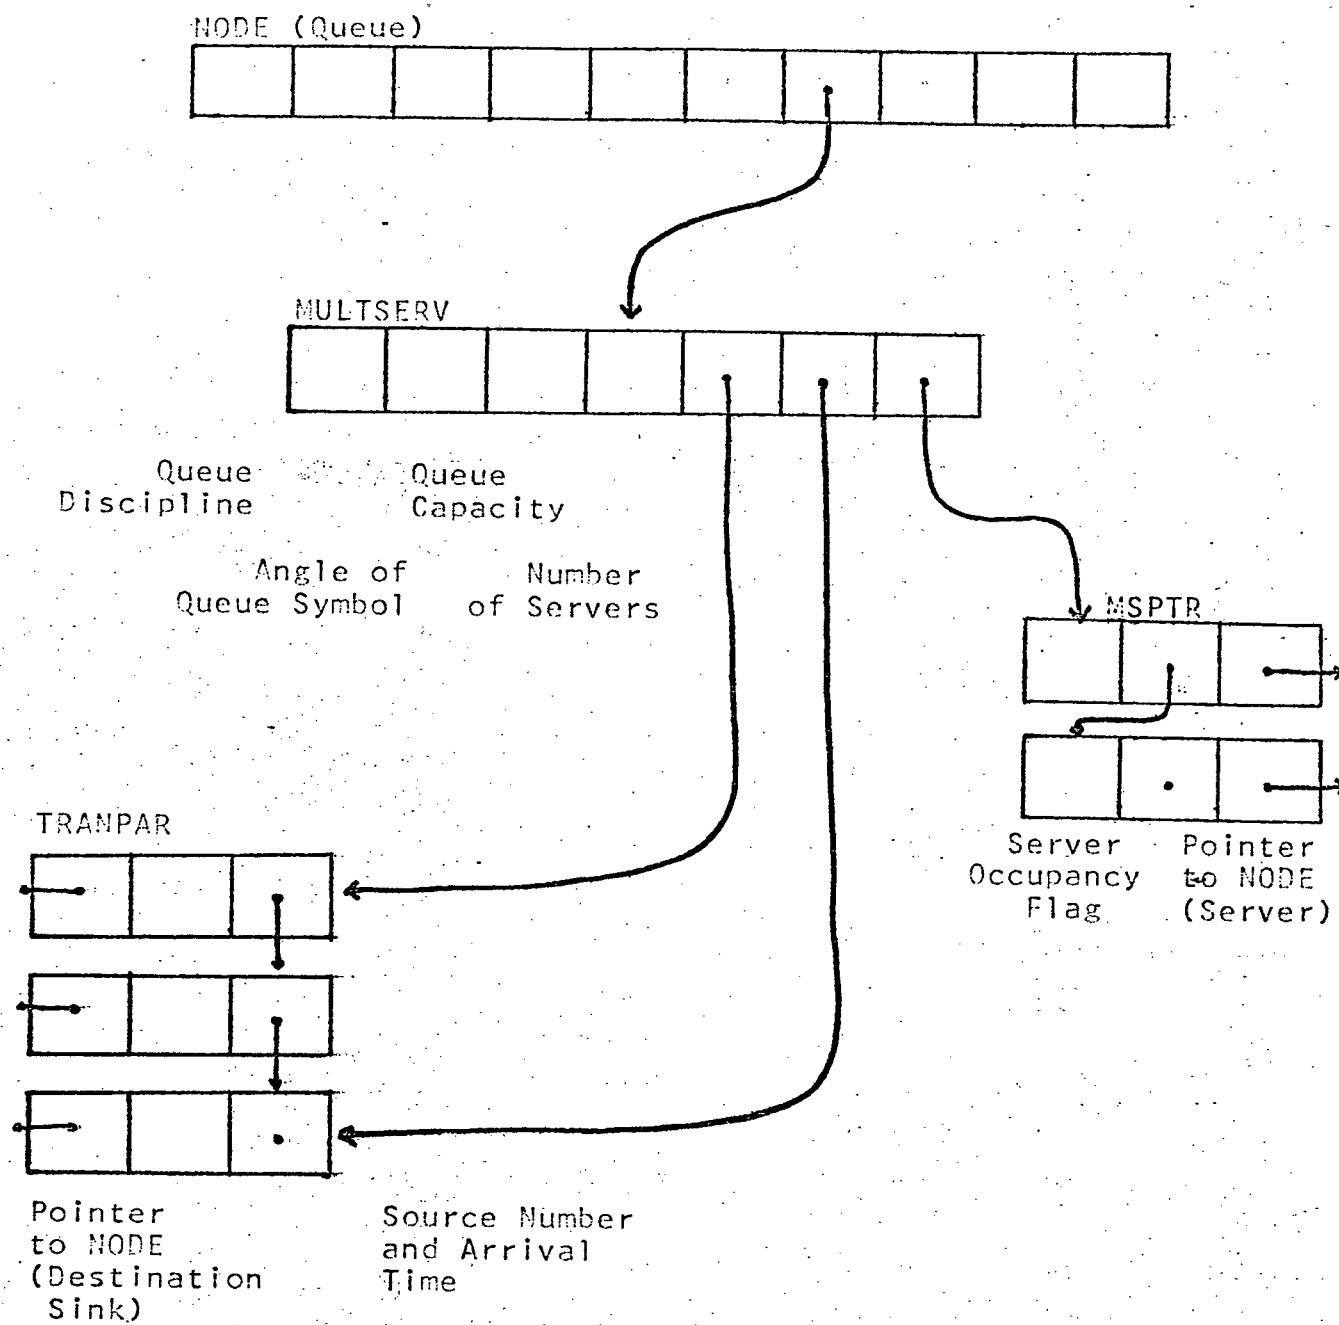 NODE (Queue)
MULTSERV
Queue
Discipline
Queue
Capacity
Angle of
Queue Symbol
Number
of Servers
MSPTR
TRANPAR
Server
Occupancy
Flag
Pointer
to NODE
(Server)
Pointer
to NODE
(Destination
Sink)
Source Number
and Arrival
Time